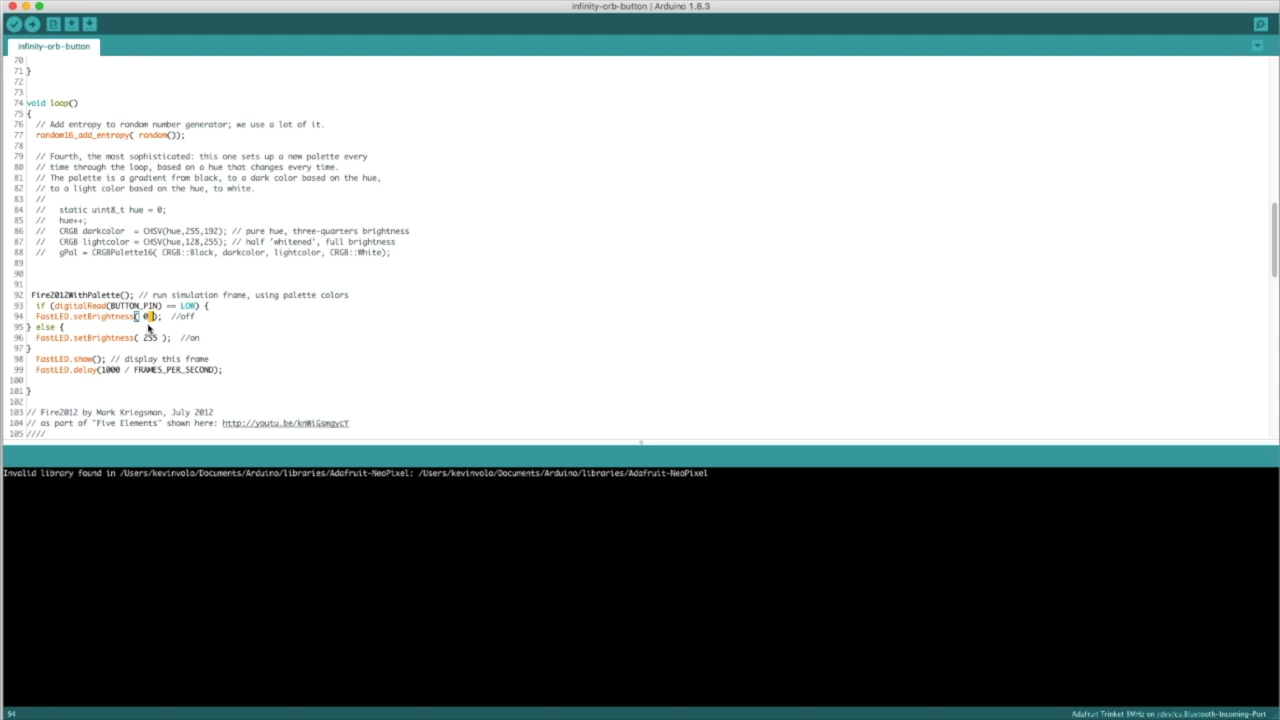 infinity-orb-button | Arduino 1.8.3
infinity-orb-button
70
71 }
72
73
74 void loop()
75 {
76 // Add entropy to random number generator; we use a lot of it.
77 random16_add_entropy( random());
78
79 // Fourth, the most sophisticated: this one sets up a new palette every
80 // time through the loop, based on a hue that changes every time.
81 // The palette is a gradient from black, to a dark color based on the hue,
82 // to a light color based on the hue, to white.
83 //
84 // static uint8_t hue = 0;
85 // hue++;
86 // CRGB darkcolor = CHSV(hue,255,192); // pure hue, three-quarters brightness
87 // CRGB lightcolor = CHSV(hue,128,255); // half 'whitened', full brightness
88 // gPal = CRGBPalette16( CRGB::Black, darkcolor, lightcolor, CRGB::White);
89
90
91
92 Fire2012WithPalette(); // run simulation frame, using palette colors
93 if (digitalRead(BUTTON_PIN) == LOW) {
94 FastLED.setBrightness( 0 ); //off
95 } else {
96 FastLED.setBrightness( 255 ); //on
97 }
98 FastLED.show(); // display this frame
99 FastLED.delay(1000 / FRAMES_PER_SECOND);
100
101 }
102
103 // Fire2012 by Mark Kriegsman, July 2012
104 // as part of "Five Elements" shown here: http://youtu.be/knWiGsmgycY
105 ////
Invalid library found in /Users/kevinvolo/Documents/Arduino/libraries/Adafruit-NeoPixel: /Users/kevinvolo/Documents/Arduino/libraries/Adafruit-NeoPixel
94
Adafruit Trinket 8MHz on /dev/cu.Bluetooth-Incoming-Port